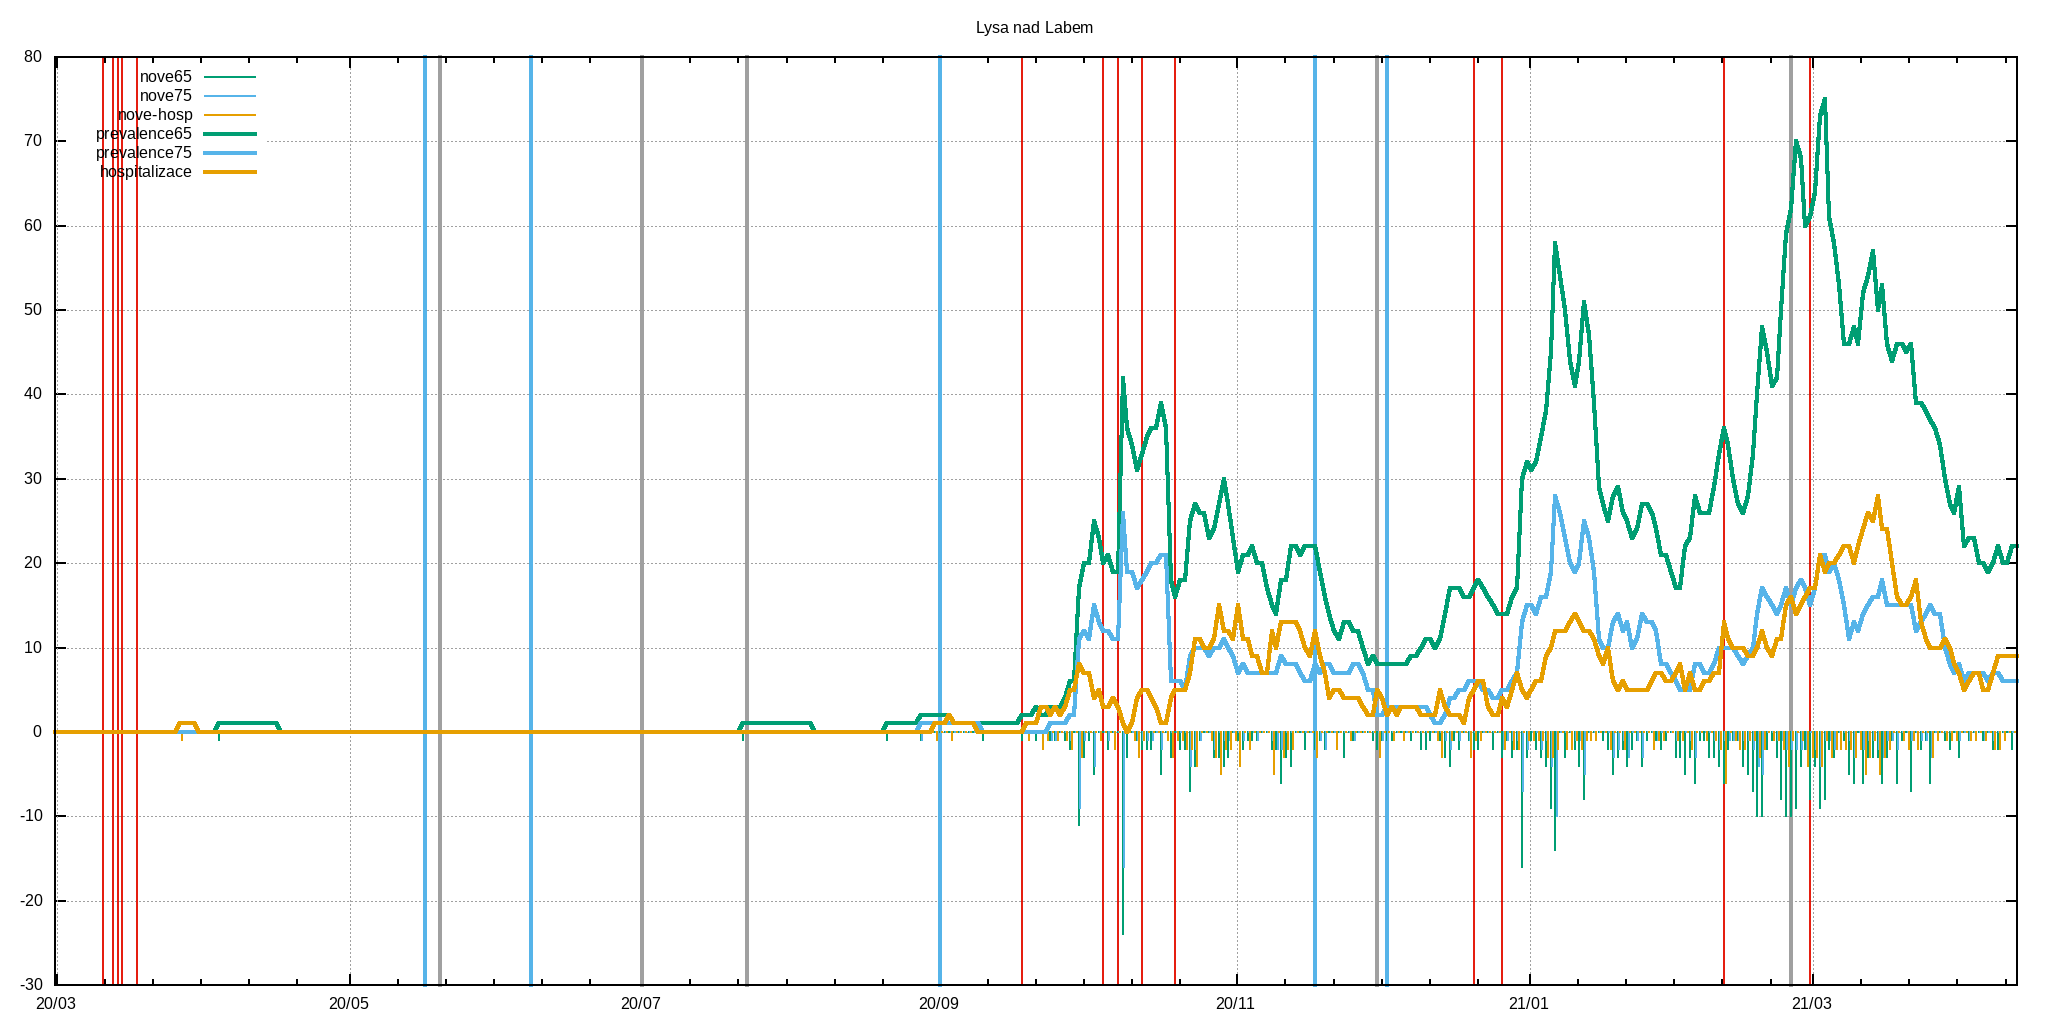 Lysa nad Labem
80
70
60
50
40
30
20
10
0
-10
-20
-30
nove65
nove75
nove-hosp
prevalence65
prevalence75
hospitalizace
20/03 20/05 20/07 20/09 20/11 21/01 21/03